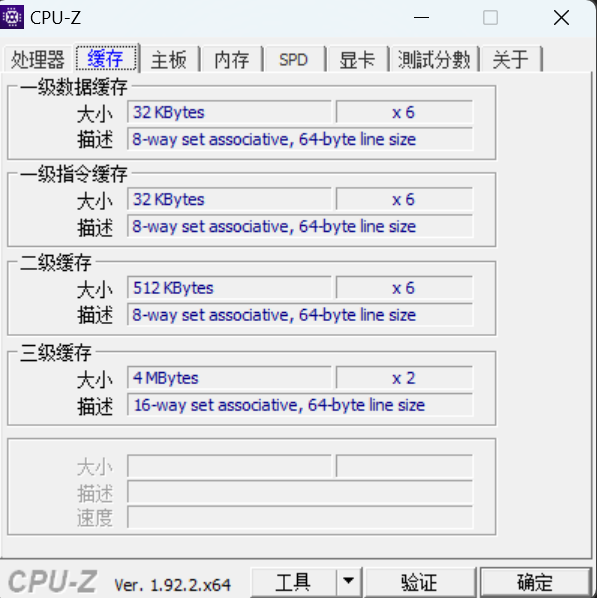 CPU-Z
处理器 缓存 主板 内存 SPD 显卡 測試分數 关于
一级数据缓存
大小 32 KBytes x 6
描述 8-way set associative, 64-byte line size
一级指令缓存
大小 32 KBytes x 6
描述 8-way set associative, 64-byte line size
二级缓存
大小 512 KBytes x 6
描述 8-way set associative, 64-byte line size
三级缓存
大小 4 MBytes x 2
描述 16-way set associative, 64-byte line size
大小
描述
速度
CPU-Z Ver. 1.92.2.x64 工具 验证 确定